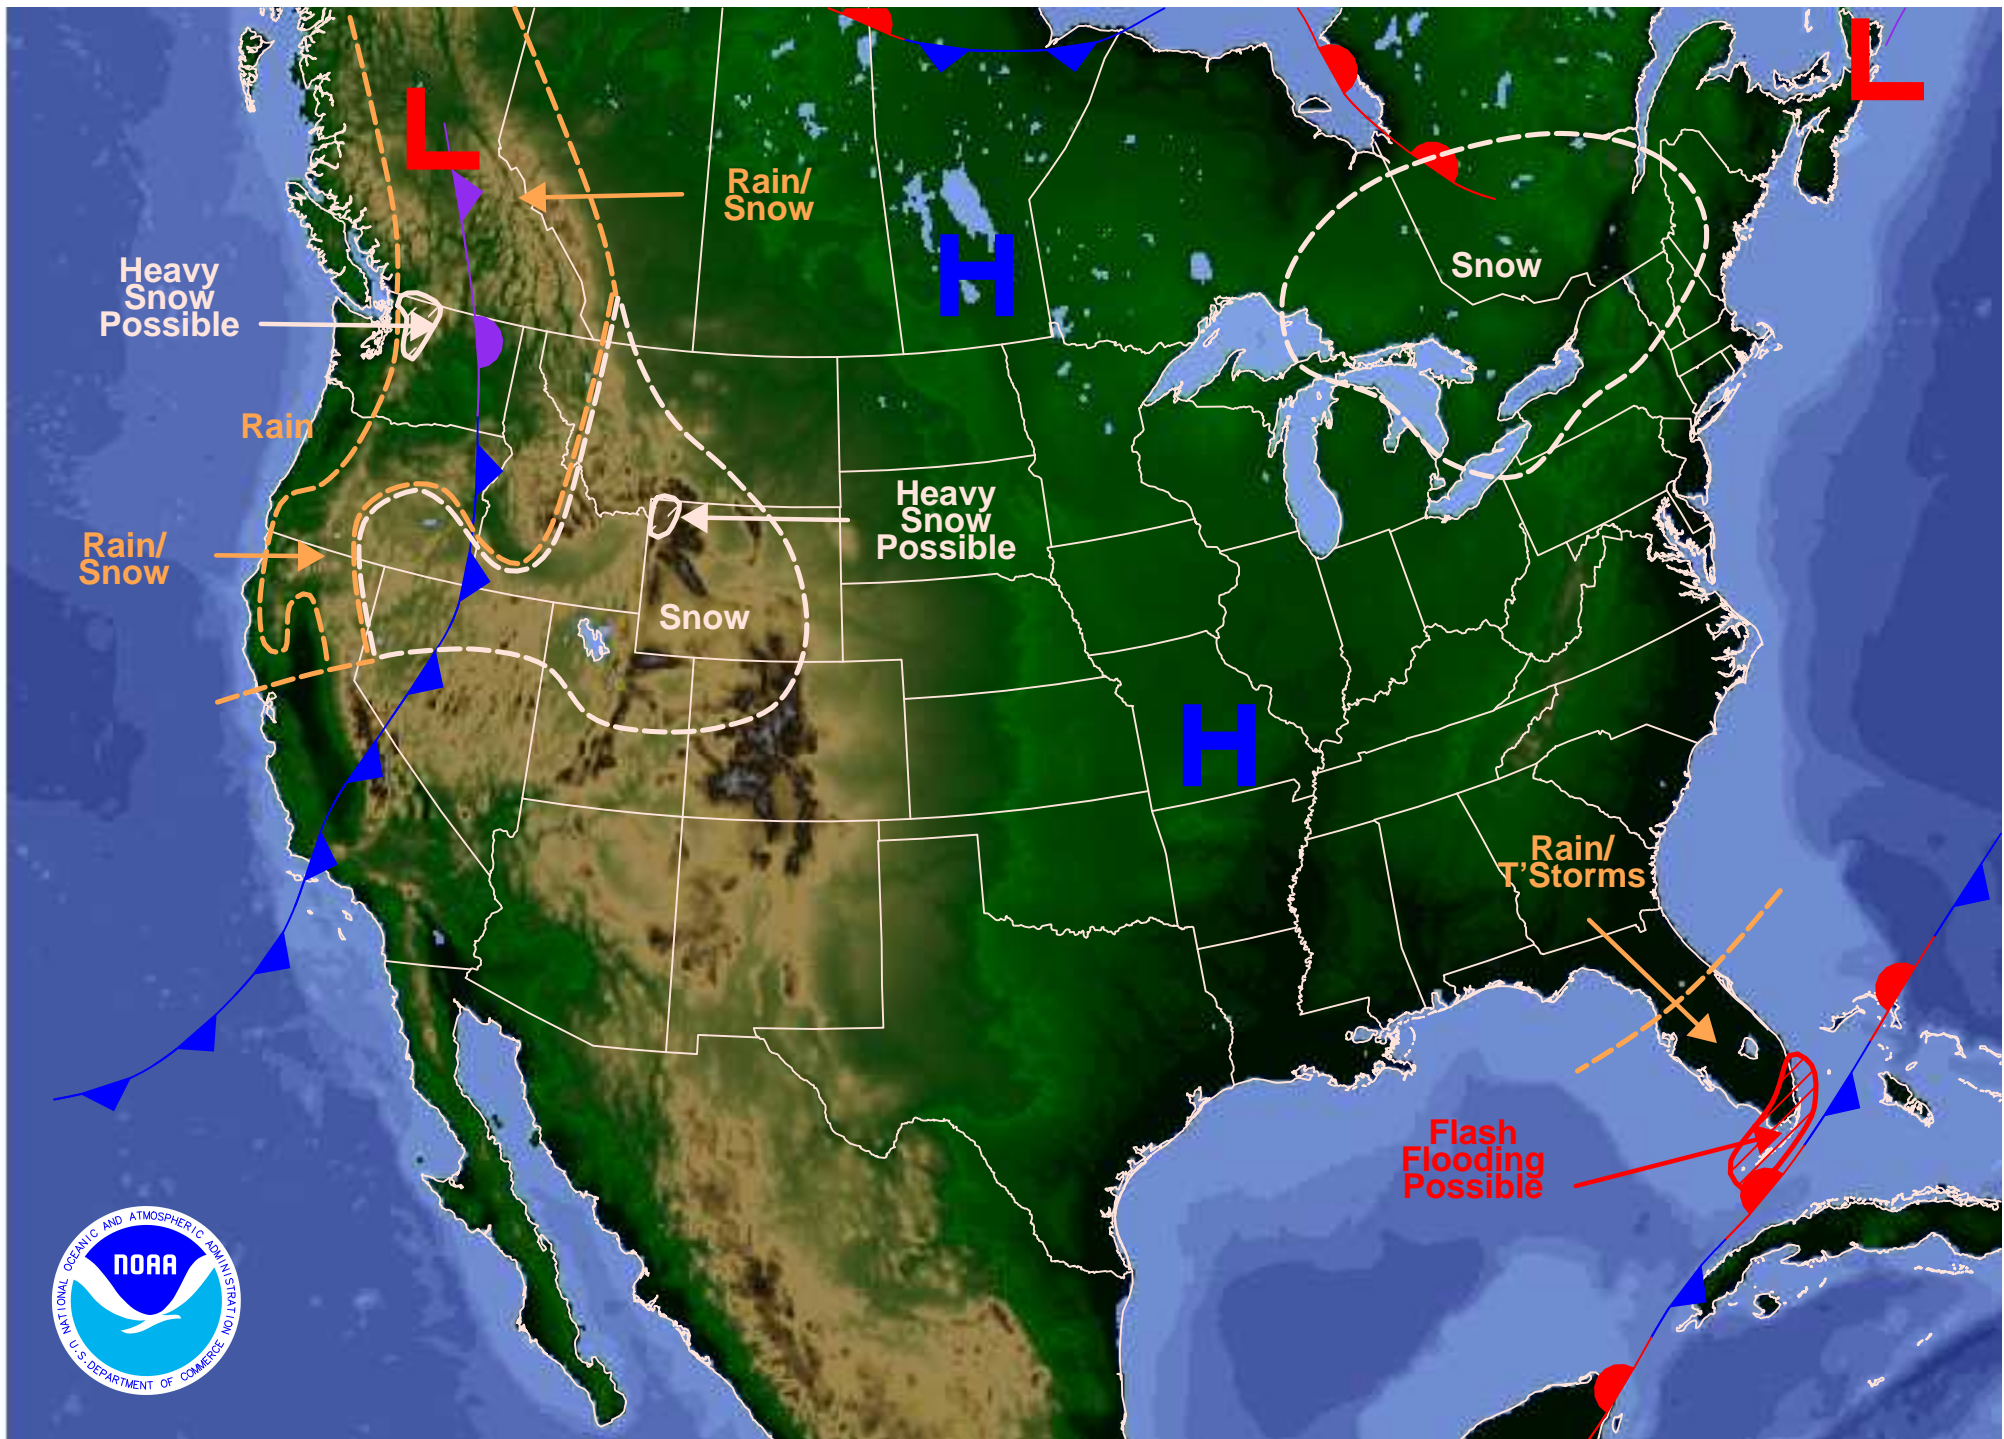 L
L
Rain/
Snow
H
Snow
Heavy
Snow
Possible
Rain
Heavy
Snow
Possible
Rain/
Snow
Snow
H
Rain/
T'Storms
Flash
Flooding
Possible
NATIONAL OCEANIC AND ATMOSPHERIC ADMINISTRATION
NOAA
U.S. DEPARTMENT OF COMMERCE